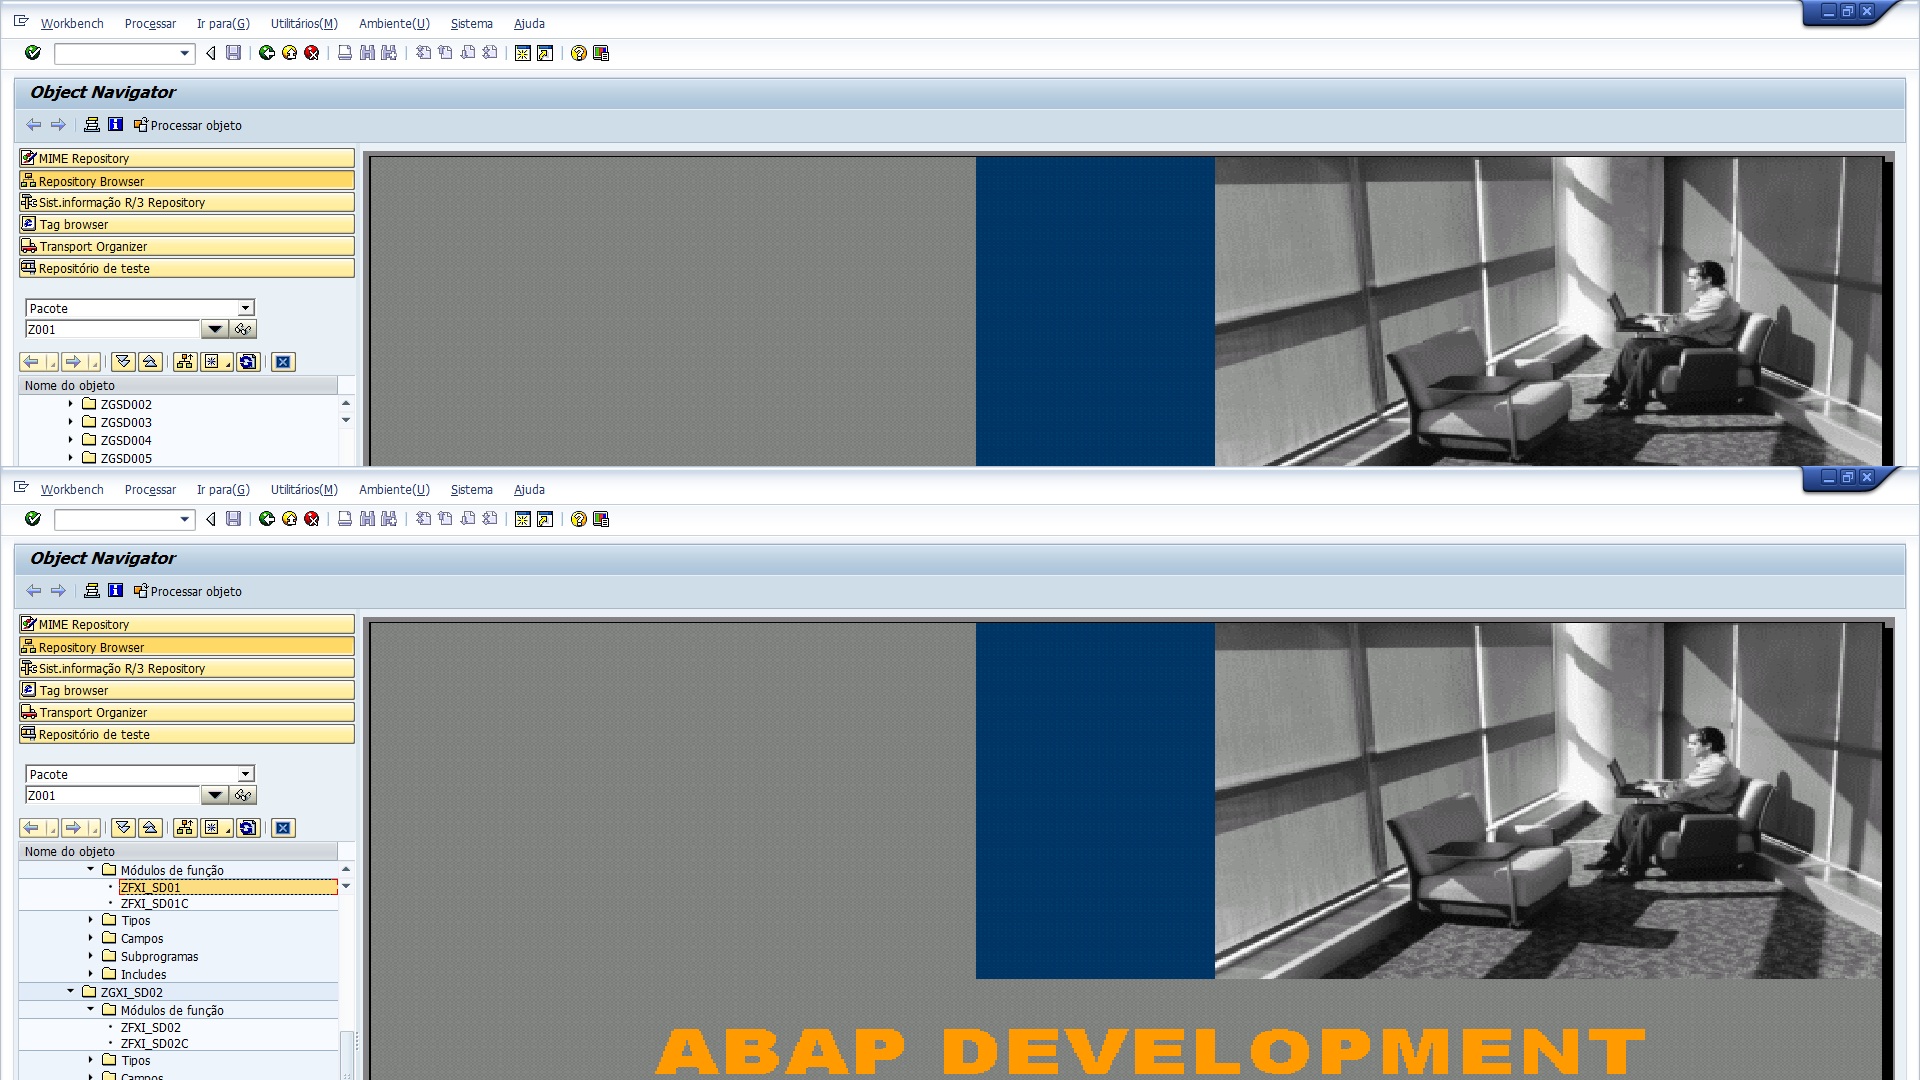 Workbench Processar Ir para(G) Utilitários(M) Ambiente(U) Sistema Ajuda
Object Navigator
Processar objeto
MIME Repository
Repository Browser
Sist.informação R/3 Repository
Tag browser
Transport Organizer
Repositório de teste
Pacote
Z001
Nome do objeto
ZGSD002
ZGSD003
ZGSD004
ZGSD005
Workbench Processar Ir para(G) Utilitários(M) Ambiente(U) Sistema Ajuda
Object Navigator
Processar objeto
MIME Repository
Repository Browser
Sist.informação R/3 Repository
Tag browser
Transport Organizer
Repositório de teste
Pacote
Z001
Nome do objeto
Módulos de função
ZFXI_SD01
ZFXI_SD01C
Tipos
Campos
Subprogramas
Includes
ZGXI_SD02
Módulos de função
ZFXI_SD02
ZFXI_SD02C
Tipos
Campos
ABAP DEVELOPMENT